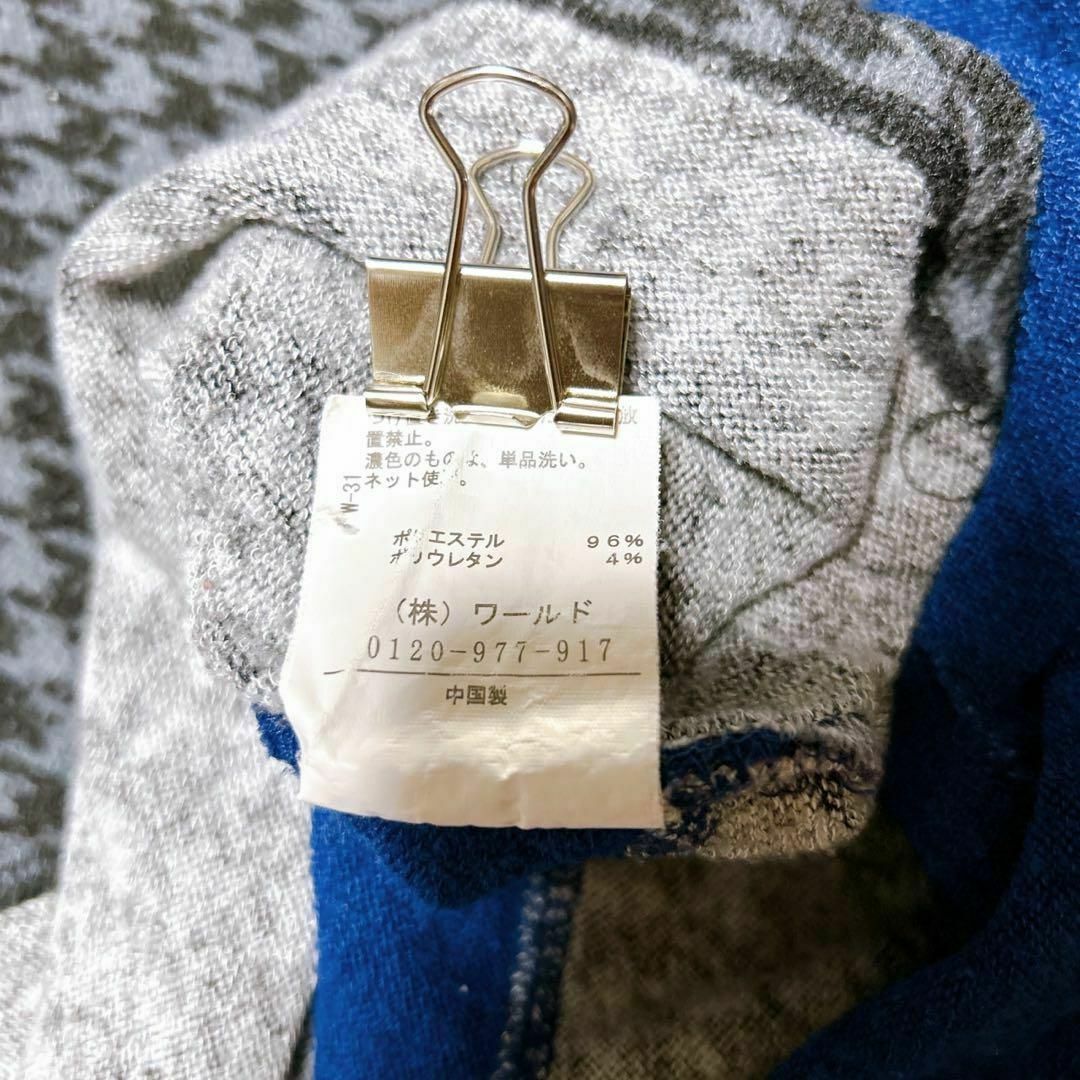 置禁止。
濃色のものは、単品洗い。
ネット使用。
W-31
ポリエステル 96%
ポリウレタン 4%
(株)ワールド
0120-977-917
中国製